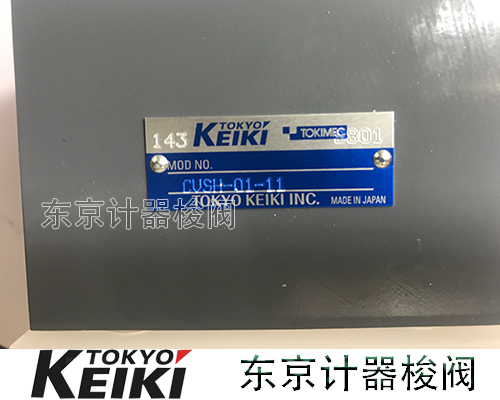 143 TOKYO KEIKI TOKIMEC 3801
MOD NO.
CVSH-01-11
TOKYO KEIKI INC. MADE IN JAPAN
东京计器梭阀
TOKYO KEIKI 东京计器梭阀